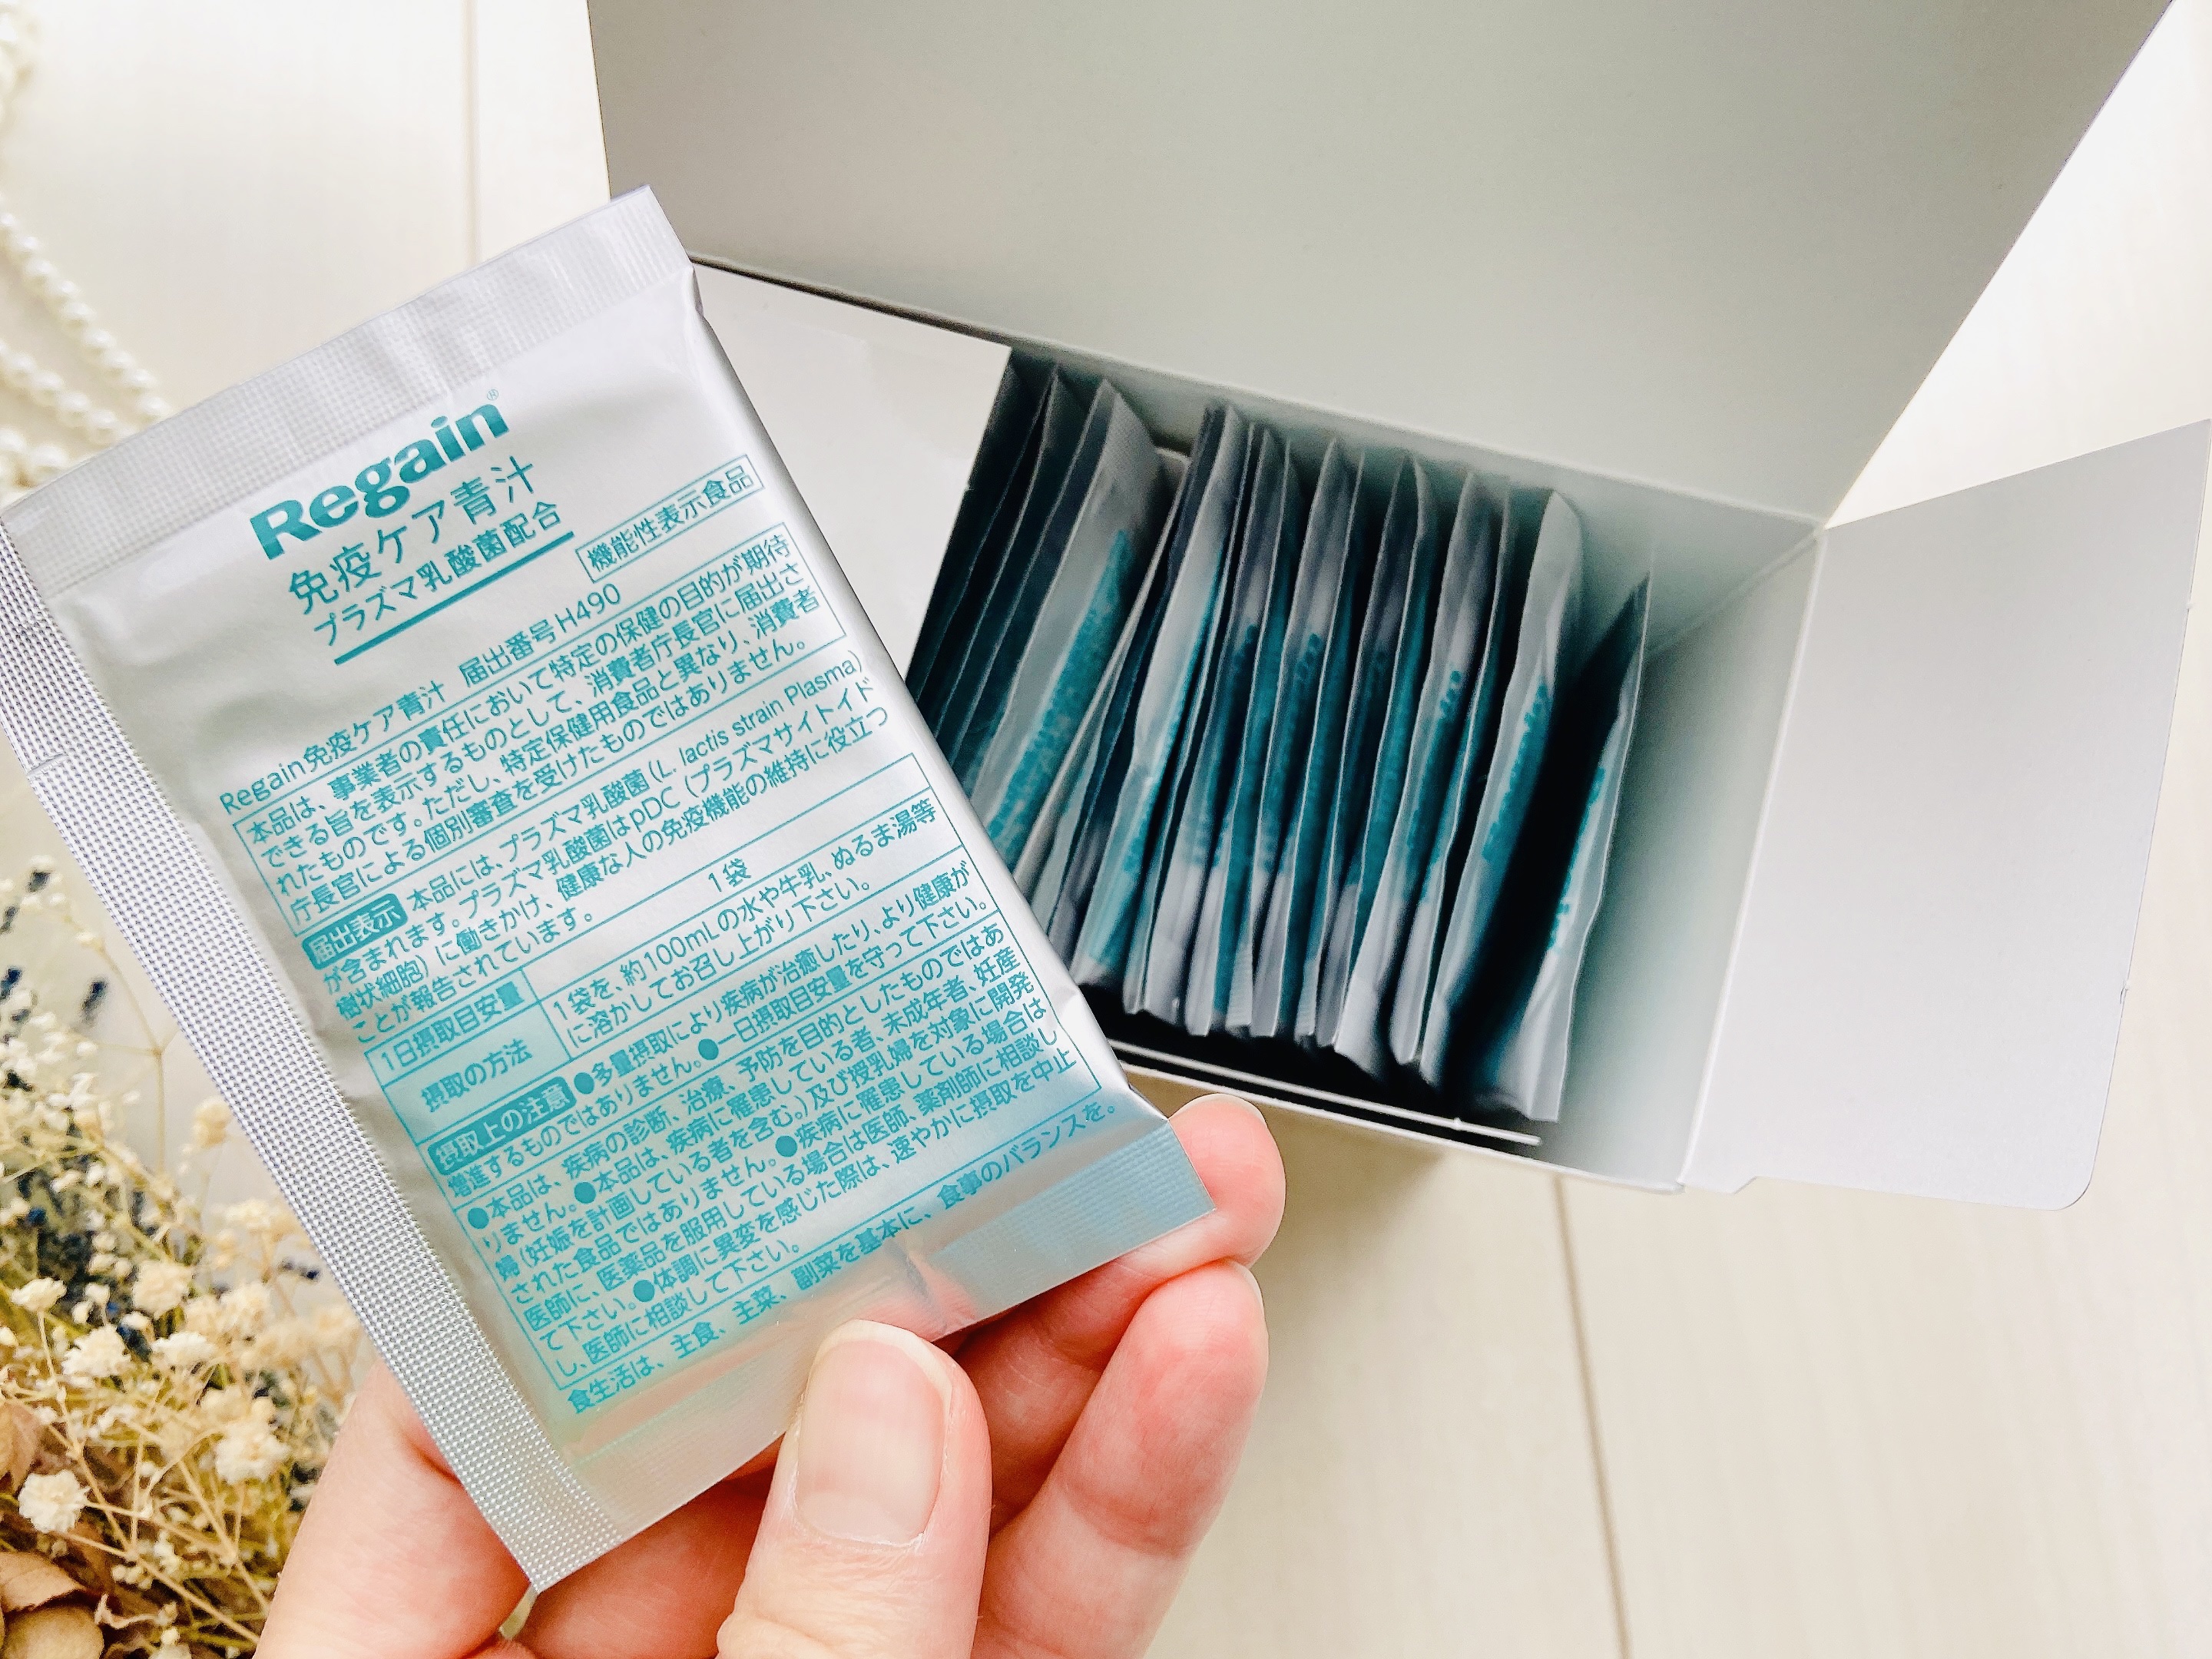 Regain®
免疫ケア青汁
プラズマ乳酸菌配合
機能性表示食品
Regain免疫ケア青汁 届出番号H490
本品は、事業者の責任において特定の保健の目的が期待
できる旨を表示するものとして、消費者庁長官に届出さ
れたものです。ただし、特定保健用食品と異なり、消費者
庁長官による個別審査を受けたものではありません。
届出表示 本品には、プラズマ乳酸菌(L. lactis strain Plasma)
が含まれます。プラズマ乳酸菌はpDC(プラズマサイトイド
樹状細胞)に働きかけ、健康な人の免疫機能の維持に役立つ
ことが報告されています。
1日摂取目安量 1袋
摂取の方法 1袋を、約100mLの水や牛乳、ぬるま湯等
に溶かしてお召し上がり下さい。
摂取上の注意 ●多量摂取により疾病が治癒したり、より健康が
増進するものではありません。●一日摂取目安量を守って下さい。
●本品は、疾病の診断、治療、予防を目的としたものではあ
りません。●本品は、疾病に罹患している者、未成年者、妊産
婦(妊娠を計画している者を含む。)及び授乳婦を対象に開発
された食品ではありません。●疾病に罹患している場合は
医師に、医薬品を服用している場合は医師、薬剤師に相談し
て下さい。●体調に異変を感じた際は、速やかに摂取を中止
し、医師に相談して下さい。
食生活は、主食、主菜、副菜を基本に、食事のバランスを。